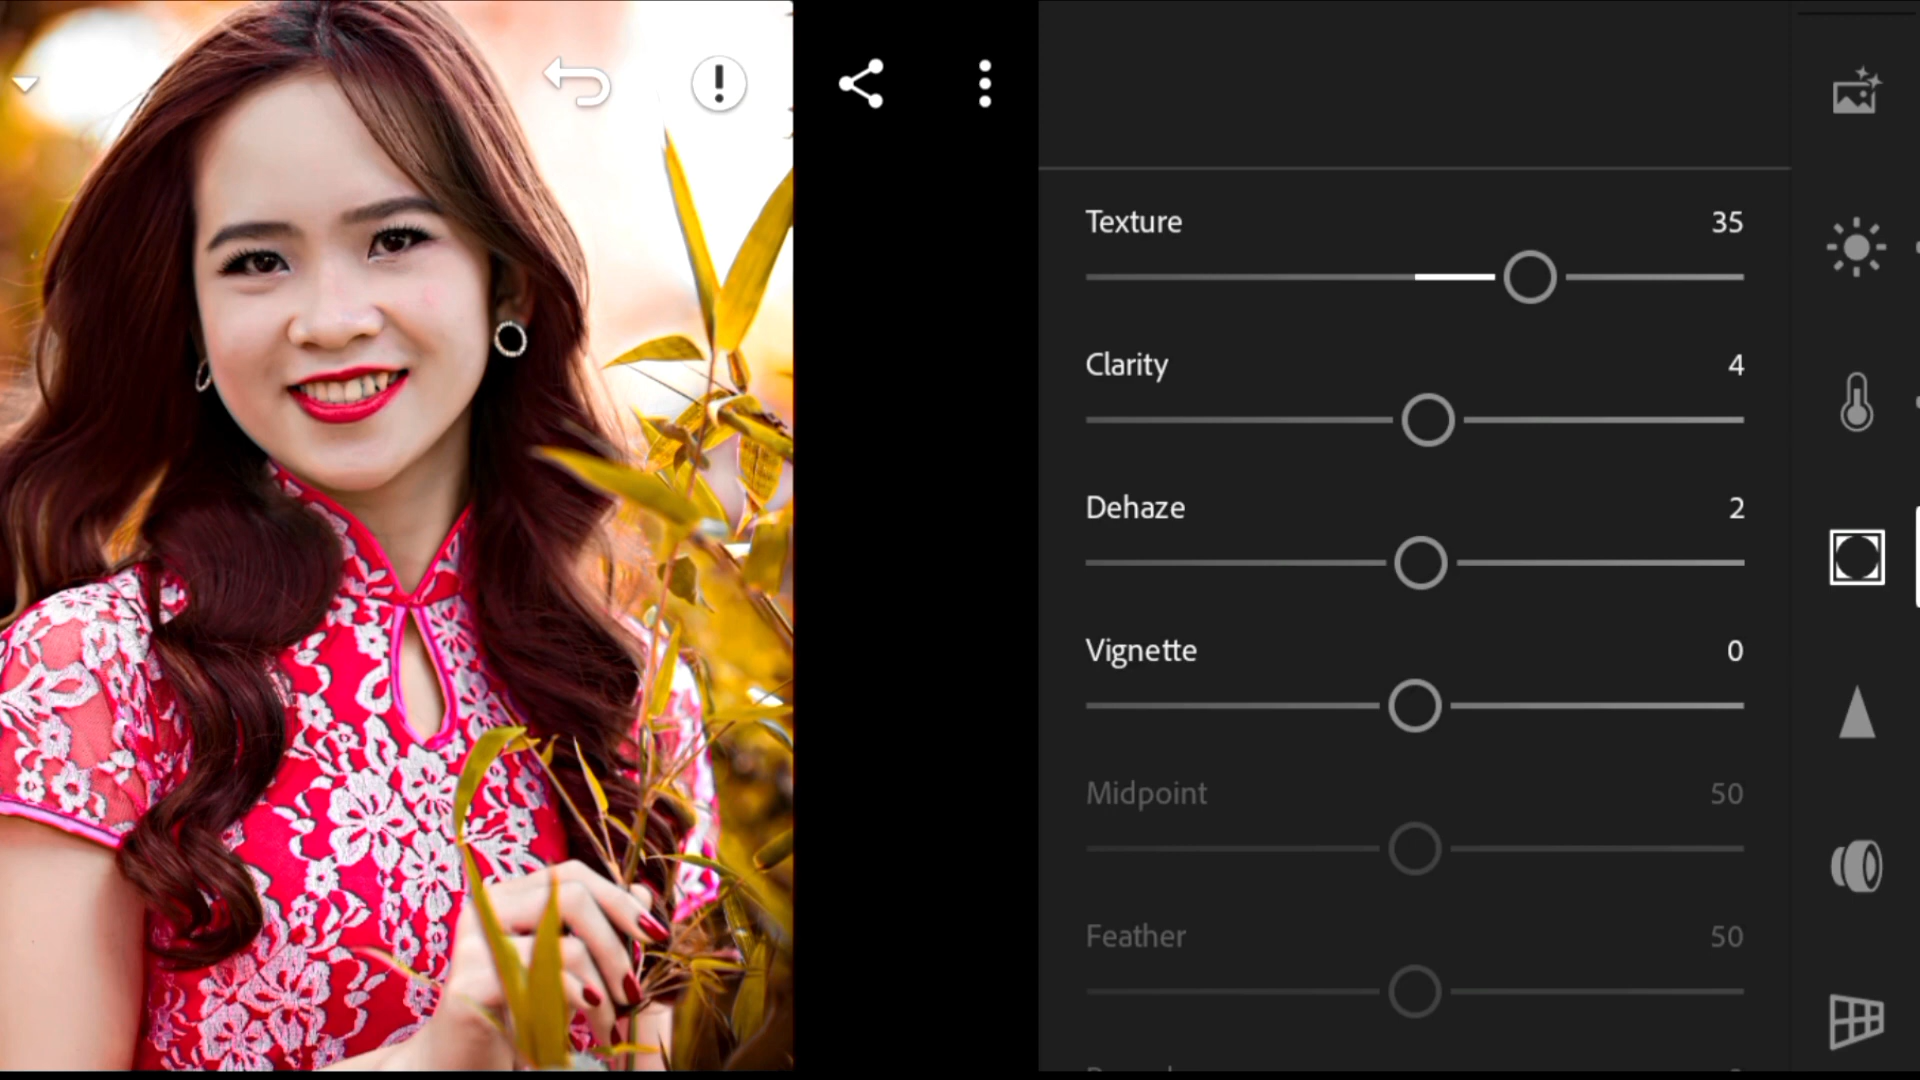 Texture 35
Clarity 4
Dehaze 2
Vignette 0
Midpoint 50
Feather 50